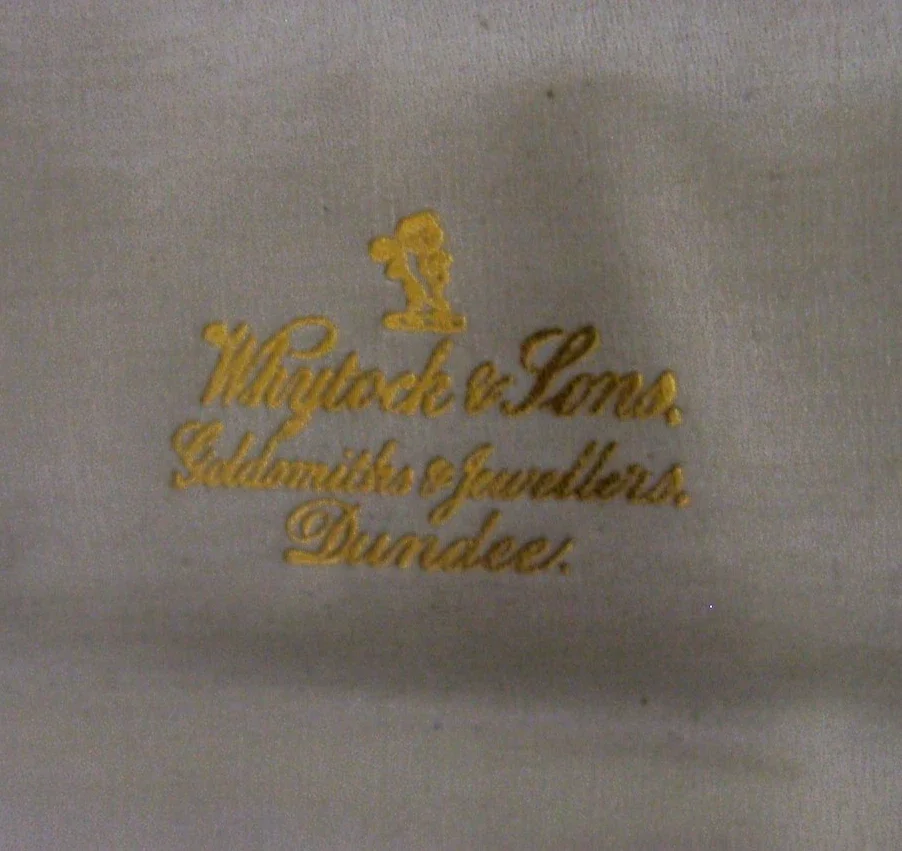 Whytock & Sons,
Goldsmiths & Jewellers,
Dundee.